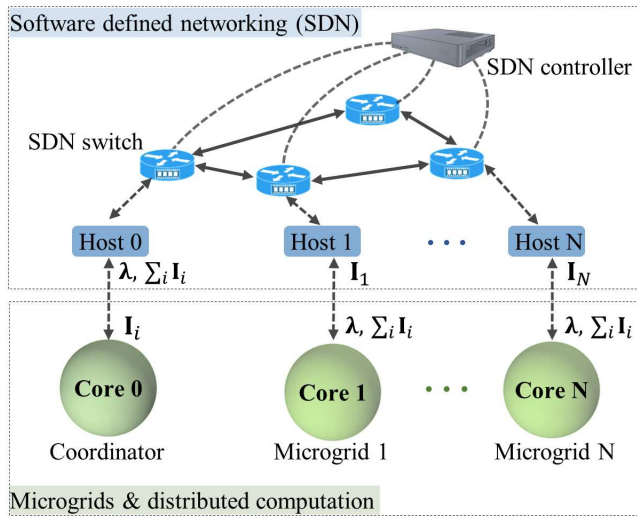 Software defined networking (SDN)
SDN controller
SDN switch
Host 0
Host 1
• • •
Host N
λ, ∑ᵢ Iᵢ
I₁
I_N
Iᵢ
λ, ∑ᵢ Iᵢ
λ, ∑ᵢ Iᵢ
Core 0
Core 1
• • •
Core N
Coordinator
Microgrid 1
Microgrid N
Microgrids & distributed computation